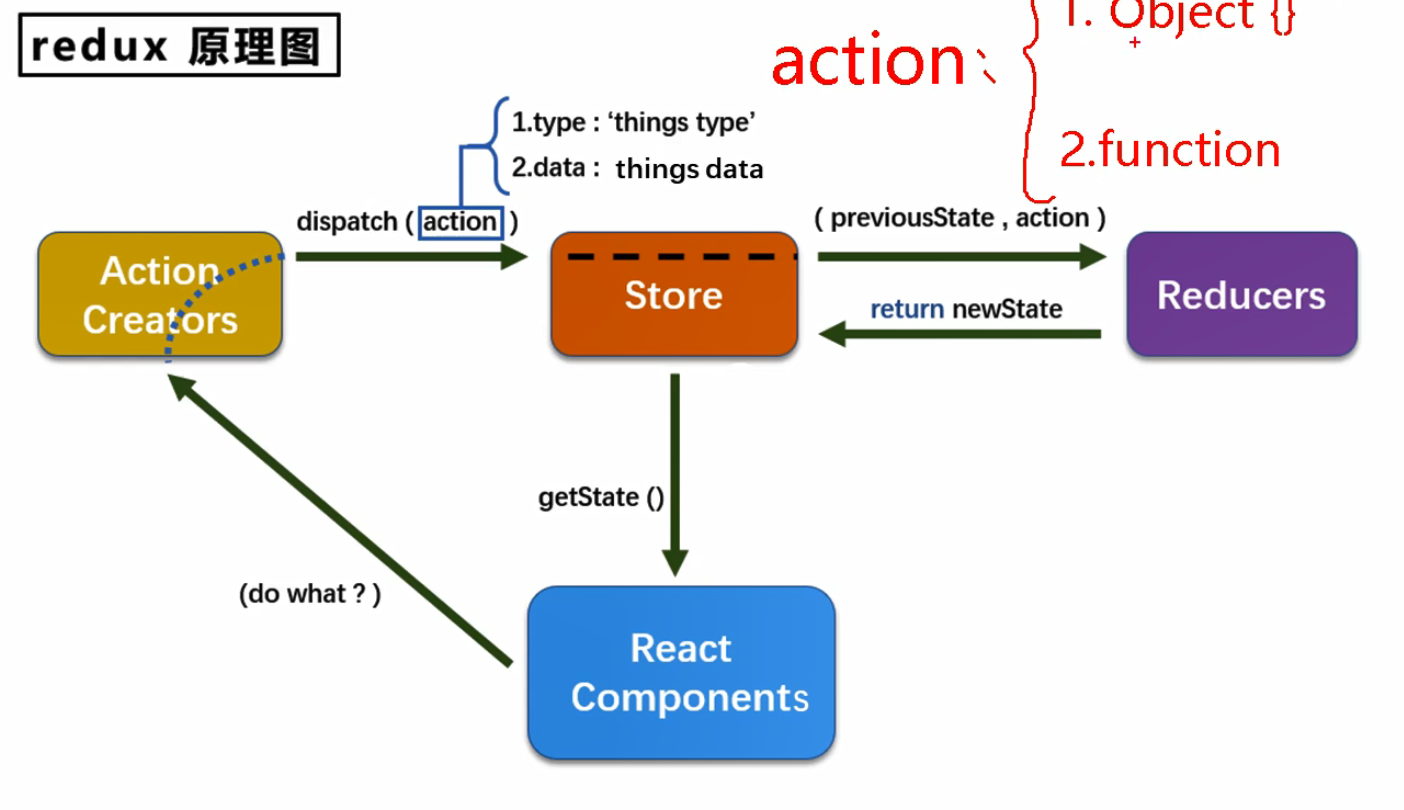 redux 原理图
action、
1. Object {}
2.function
1.type : ‘things type’
2.data : things data
dispatch ( action )
( previousState , action )
Action
Creators
Store
Reducers
return newState
getState ()
(do what ? )
React
Components